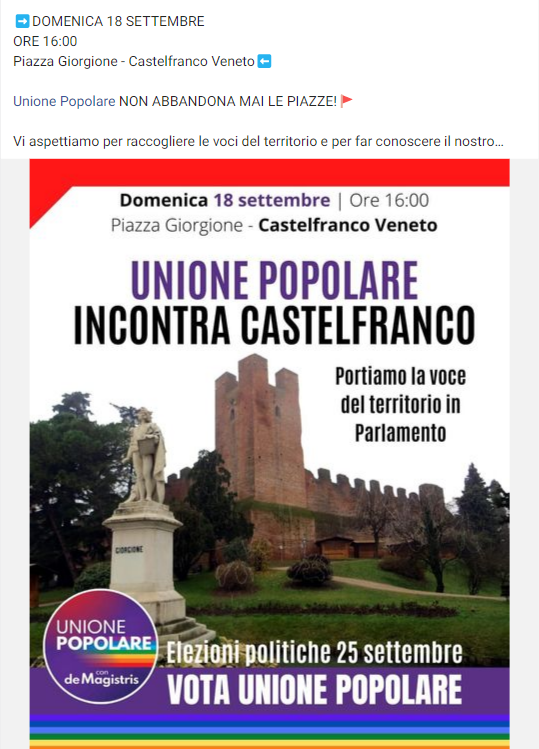 ➡️DOMENICA 18 SETTEMBRE
ORE 16:00
Piazza Giorgione - Castelfranco Veneto⬅️
Unione Popolare NON ABBANDONA MAI LE PIAZZE!🚩
Vi aspettiamo per raccogliere le voci del territorio e per far conoscere il nostro...
Domenica 18 settembre | Ore 16:00
Piazza Giorgione - Castelfranco Veneto
UNIONE POPOLARE
INCONTRA CASTELFRANCO
Portiamo la voce
del territorio in
Parlamento
GIORGIONE
UNIONE
POPOLARE
con
de Magistris
Elezioni politiche 25 settembre
VOTA UNIONE POPOLARE